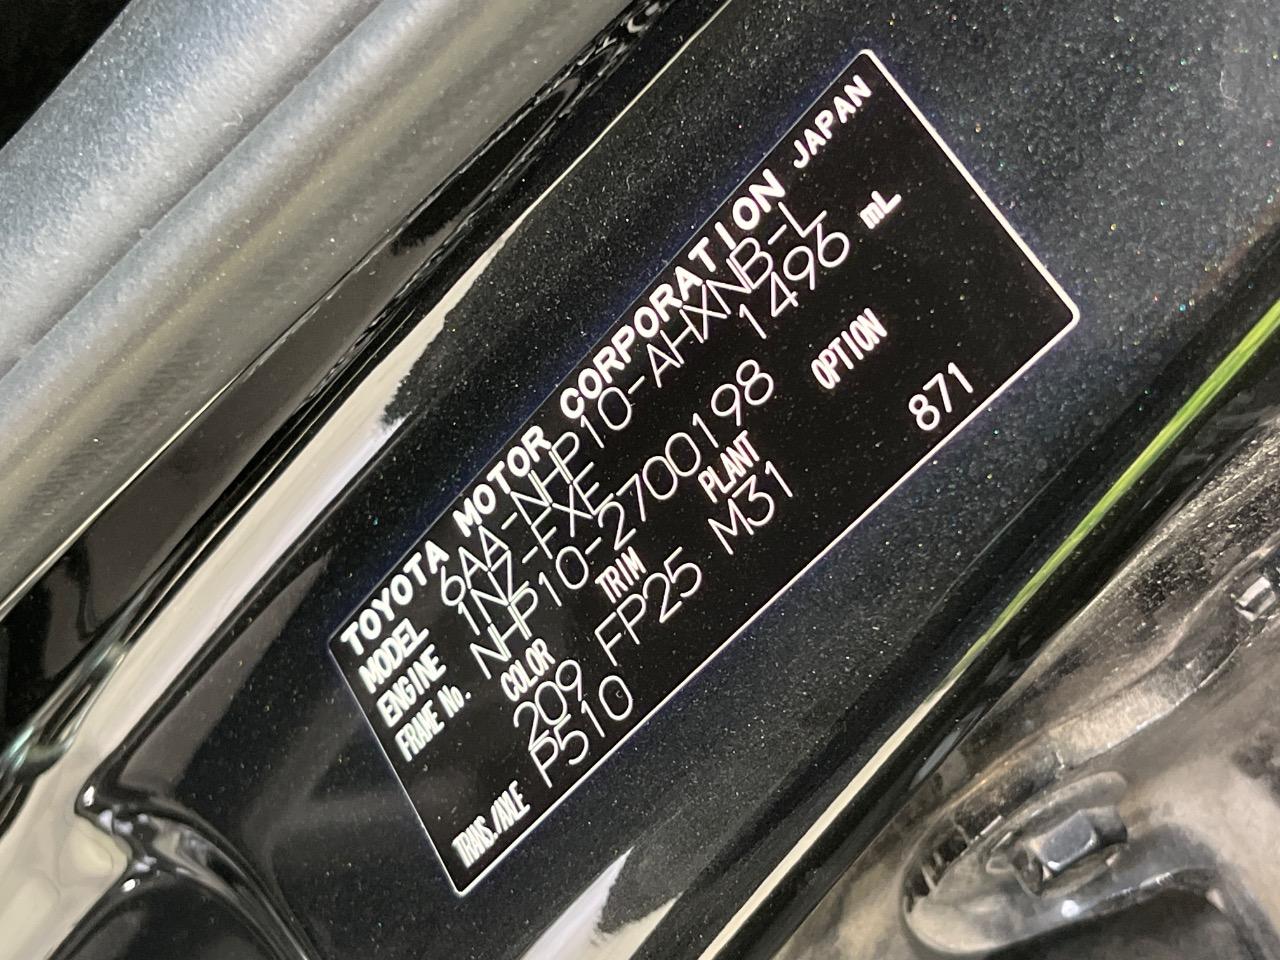 TOYOTA MOTOR CORPORATION JAPAN
MODEL 6AA-NHP10-AHXNB-L
ENGINE 1NZ-FXE 1496 mL
FRAME No. NHP10-2700198
COLOR TRIM PLANT OPTION
209 FP25 M31 871
TRANS./AXLE P510